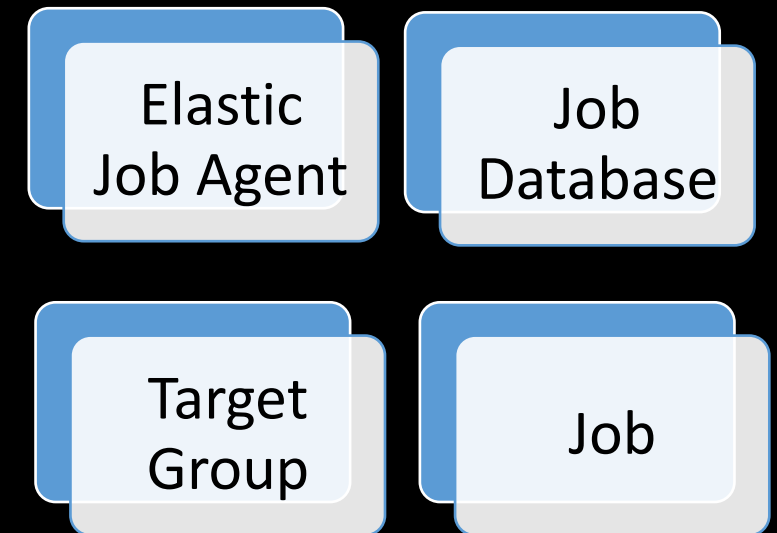 Elastic
Job Agent
Job
Database
Target
Group
Job